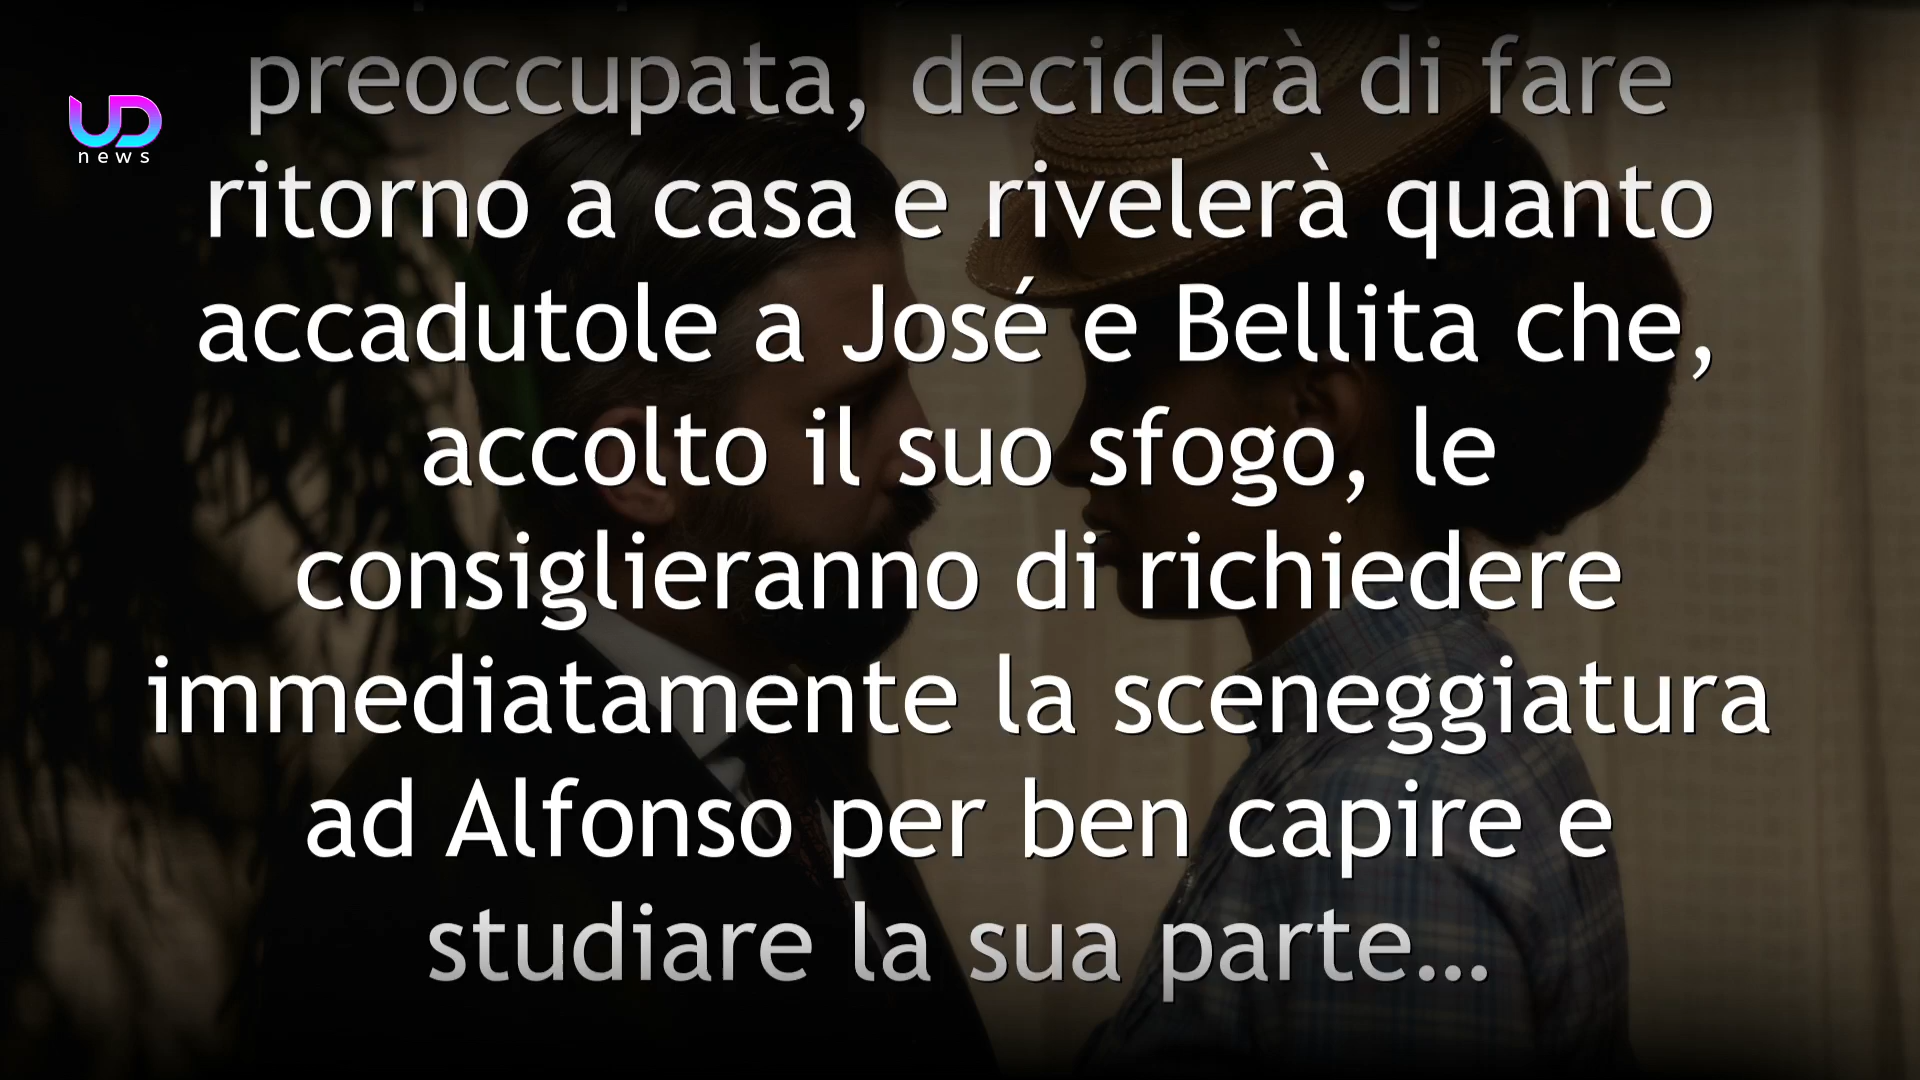 UD
news
preoccupata, deciderà di fare
ritorno a casa e rivelerà quanto
accadutole a José e Bellita che,
accolto il suo sfogo, le
consiglieranno di richiedere
immediatamente la sceneggiatura
ad Alfonso per ben capire e
studiare la sua parte...